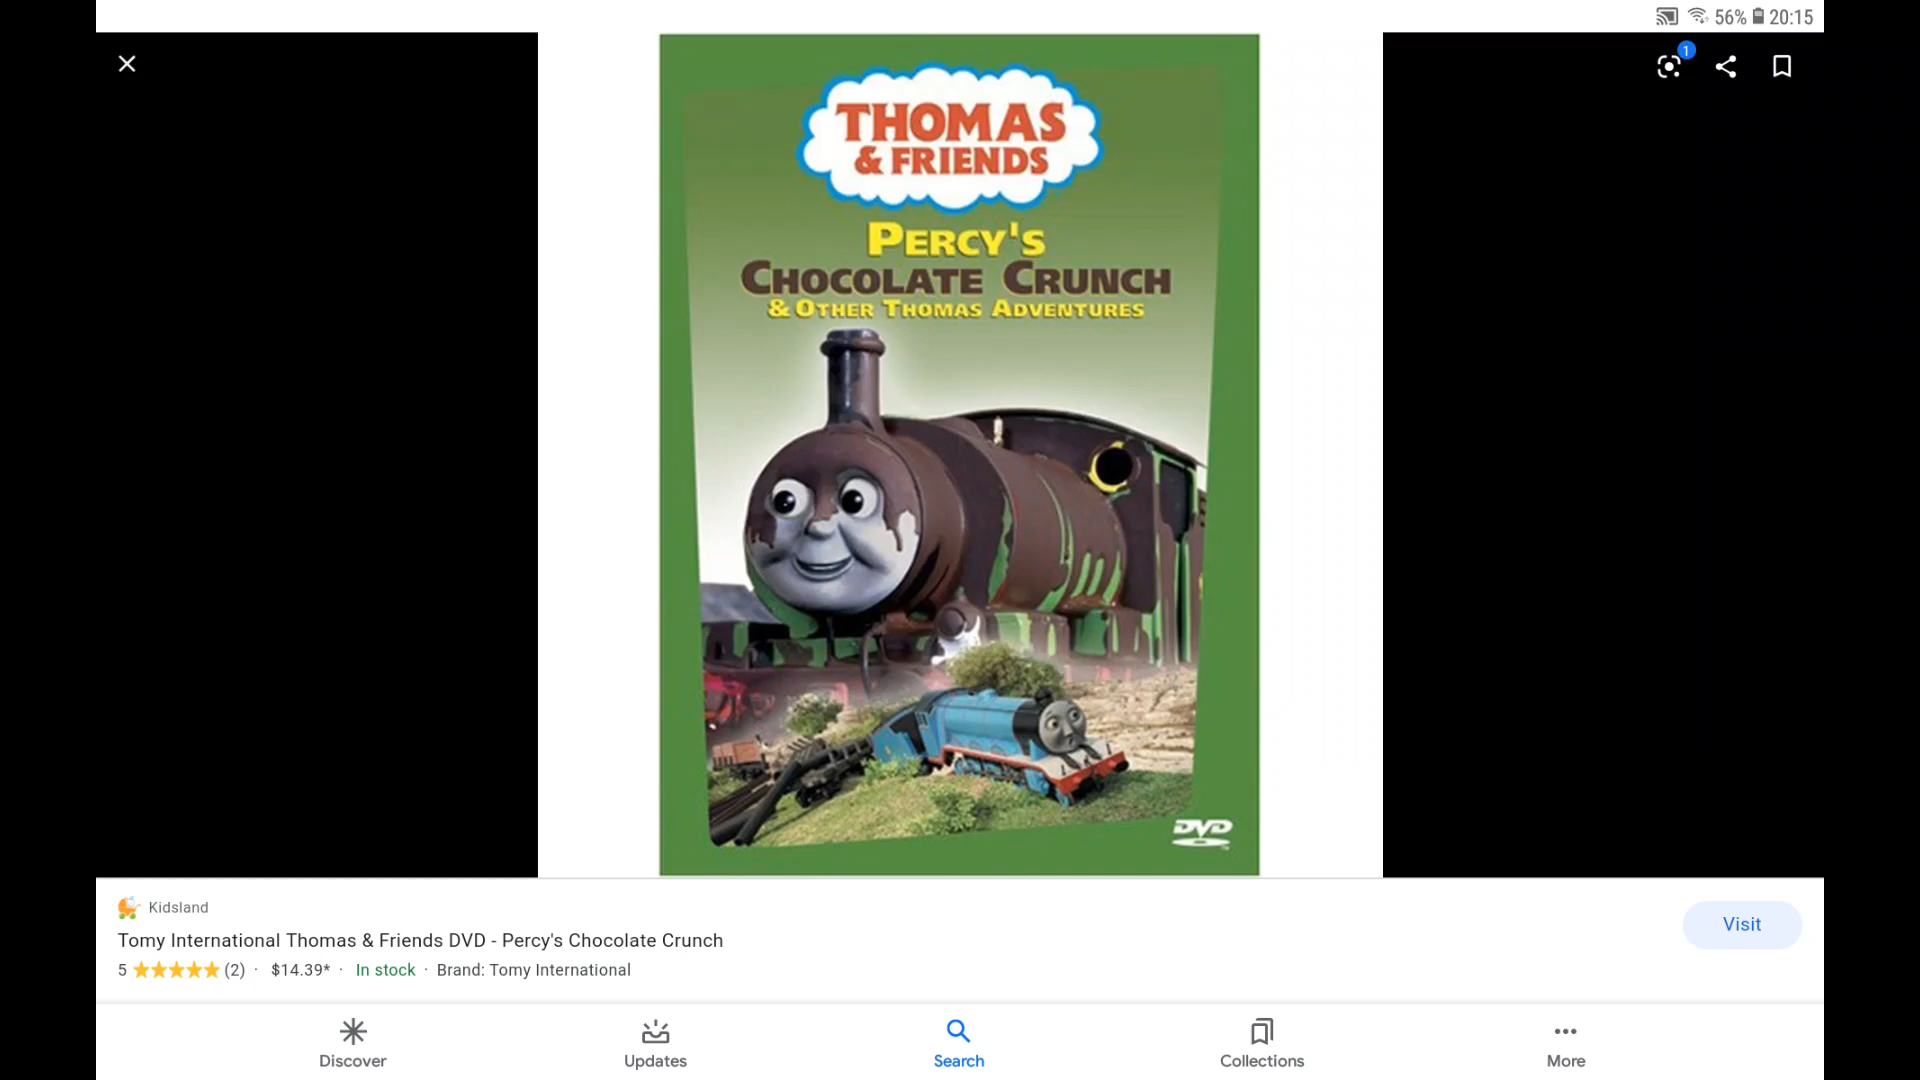 56% 20:15
1
THOMAS
& FRIENDS
PERCY'S
CHOCOLATE CRUNCH
& OTHER THOMAS ADVENTURES
DVD
Kidsland
Tomy International Thomas & Friends DVD - Percy's Chocolate Crunch
Visit
5 ★★★★★ (2) · $14.39* · In stock · Brand: Tomy International
Discover Updates Search Collections More